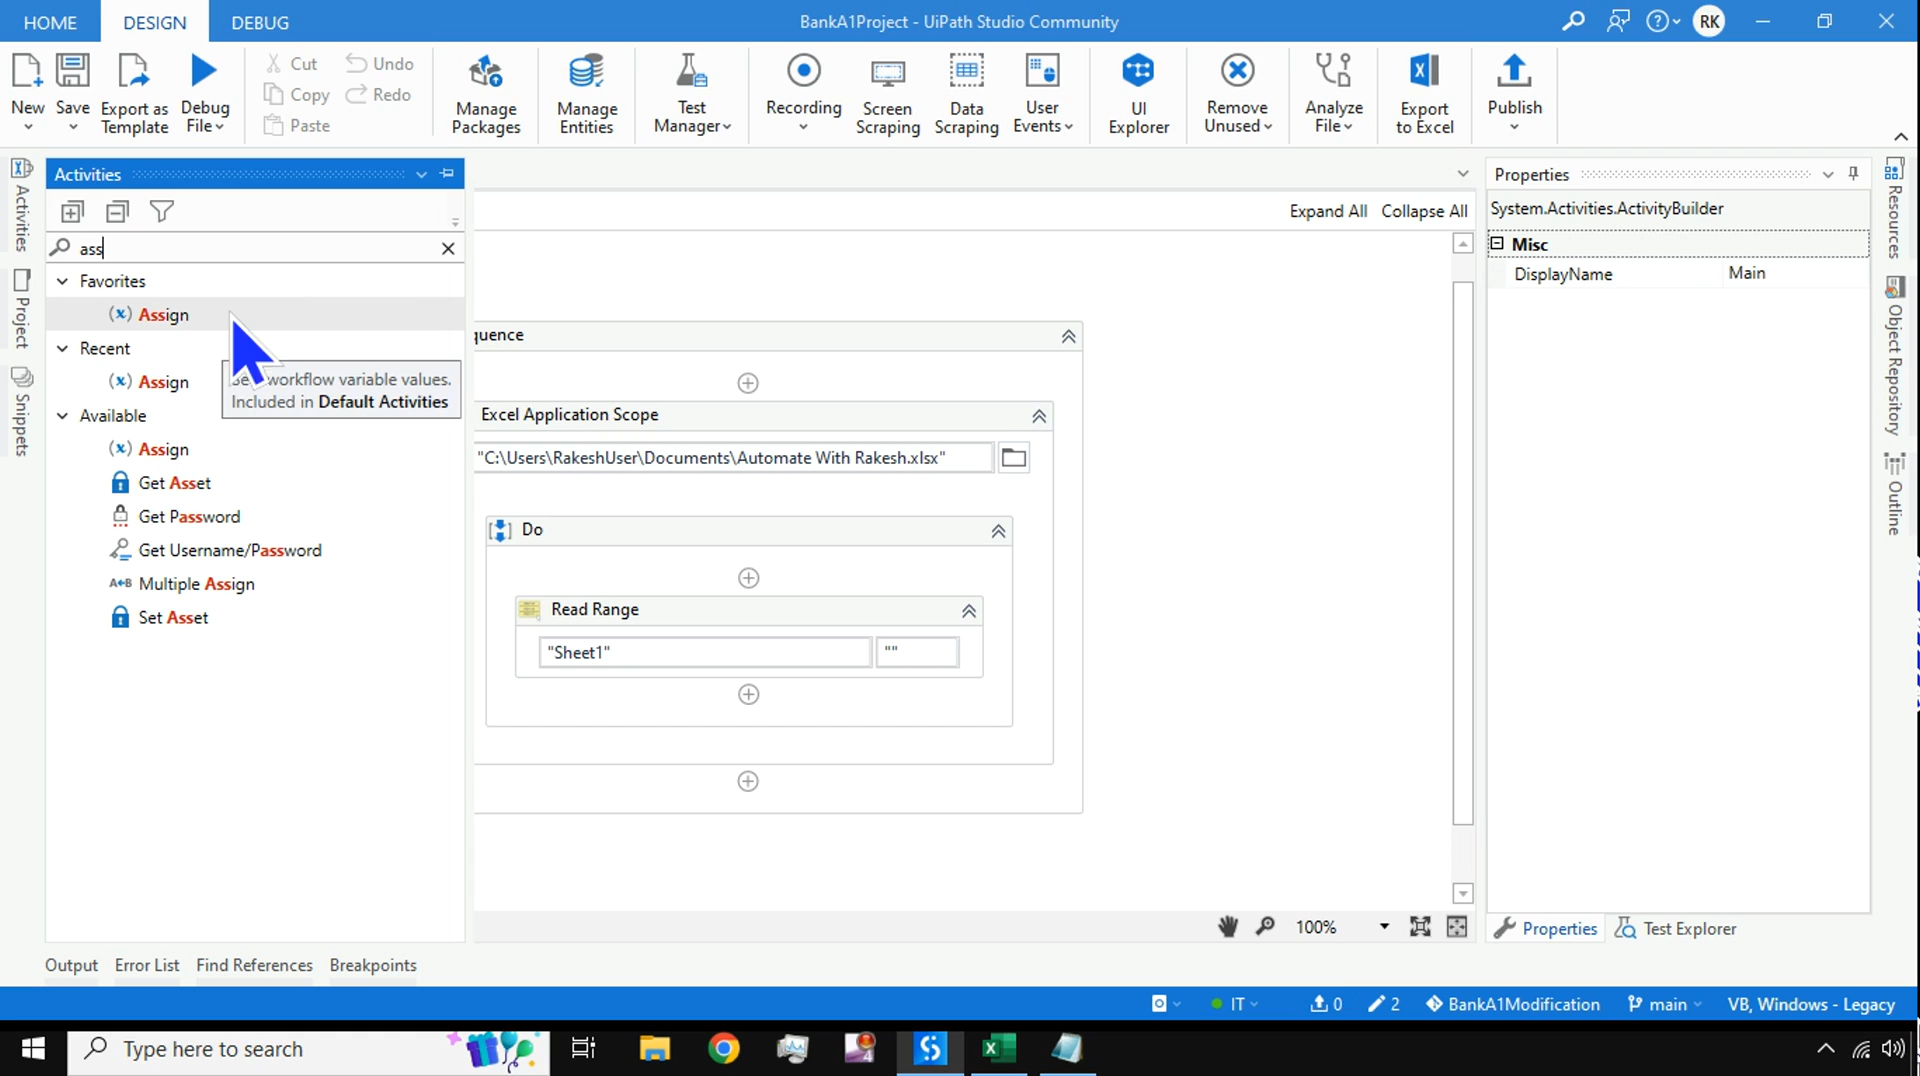 HOME DESIGN DEBUG BankA1Project - UiPath Studio Community RK
New Save Export as Template Debug File
Cut Undo
Copy Redo
Paste
Manage Packages Manage Entities Test Manager Recording Screen Scraping Data Scraping User Events UI Explorer Remove Unused Analyze File Export to Excel Publish
Activities
ass
Favorites
Assign
Recent
Assign
workflow variable values.
Included in Default Activities
Available
Assign
Get Asset
Get Password
Get Username/Password
A B Multiple Assign
Set Asset
Activities
Project
Snippets
Expand All Collapse All
quence
Excel Application Scope
"C:\Users\RakeshUser\Documents\Automate With Rakesh.xlsx"
Do
Read Range
"Sheet1" ""
100%
Properties
System.Activities.ActivityBuilder
Misc
DisplayName Main
Properties Test Explorer
Resources
Object Repository
Outline
Output Error List Find References Breakpoints
IT 0 2 BankA1Modification main VB, Windows - Legacy
Type here to search